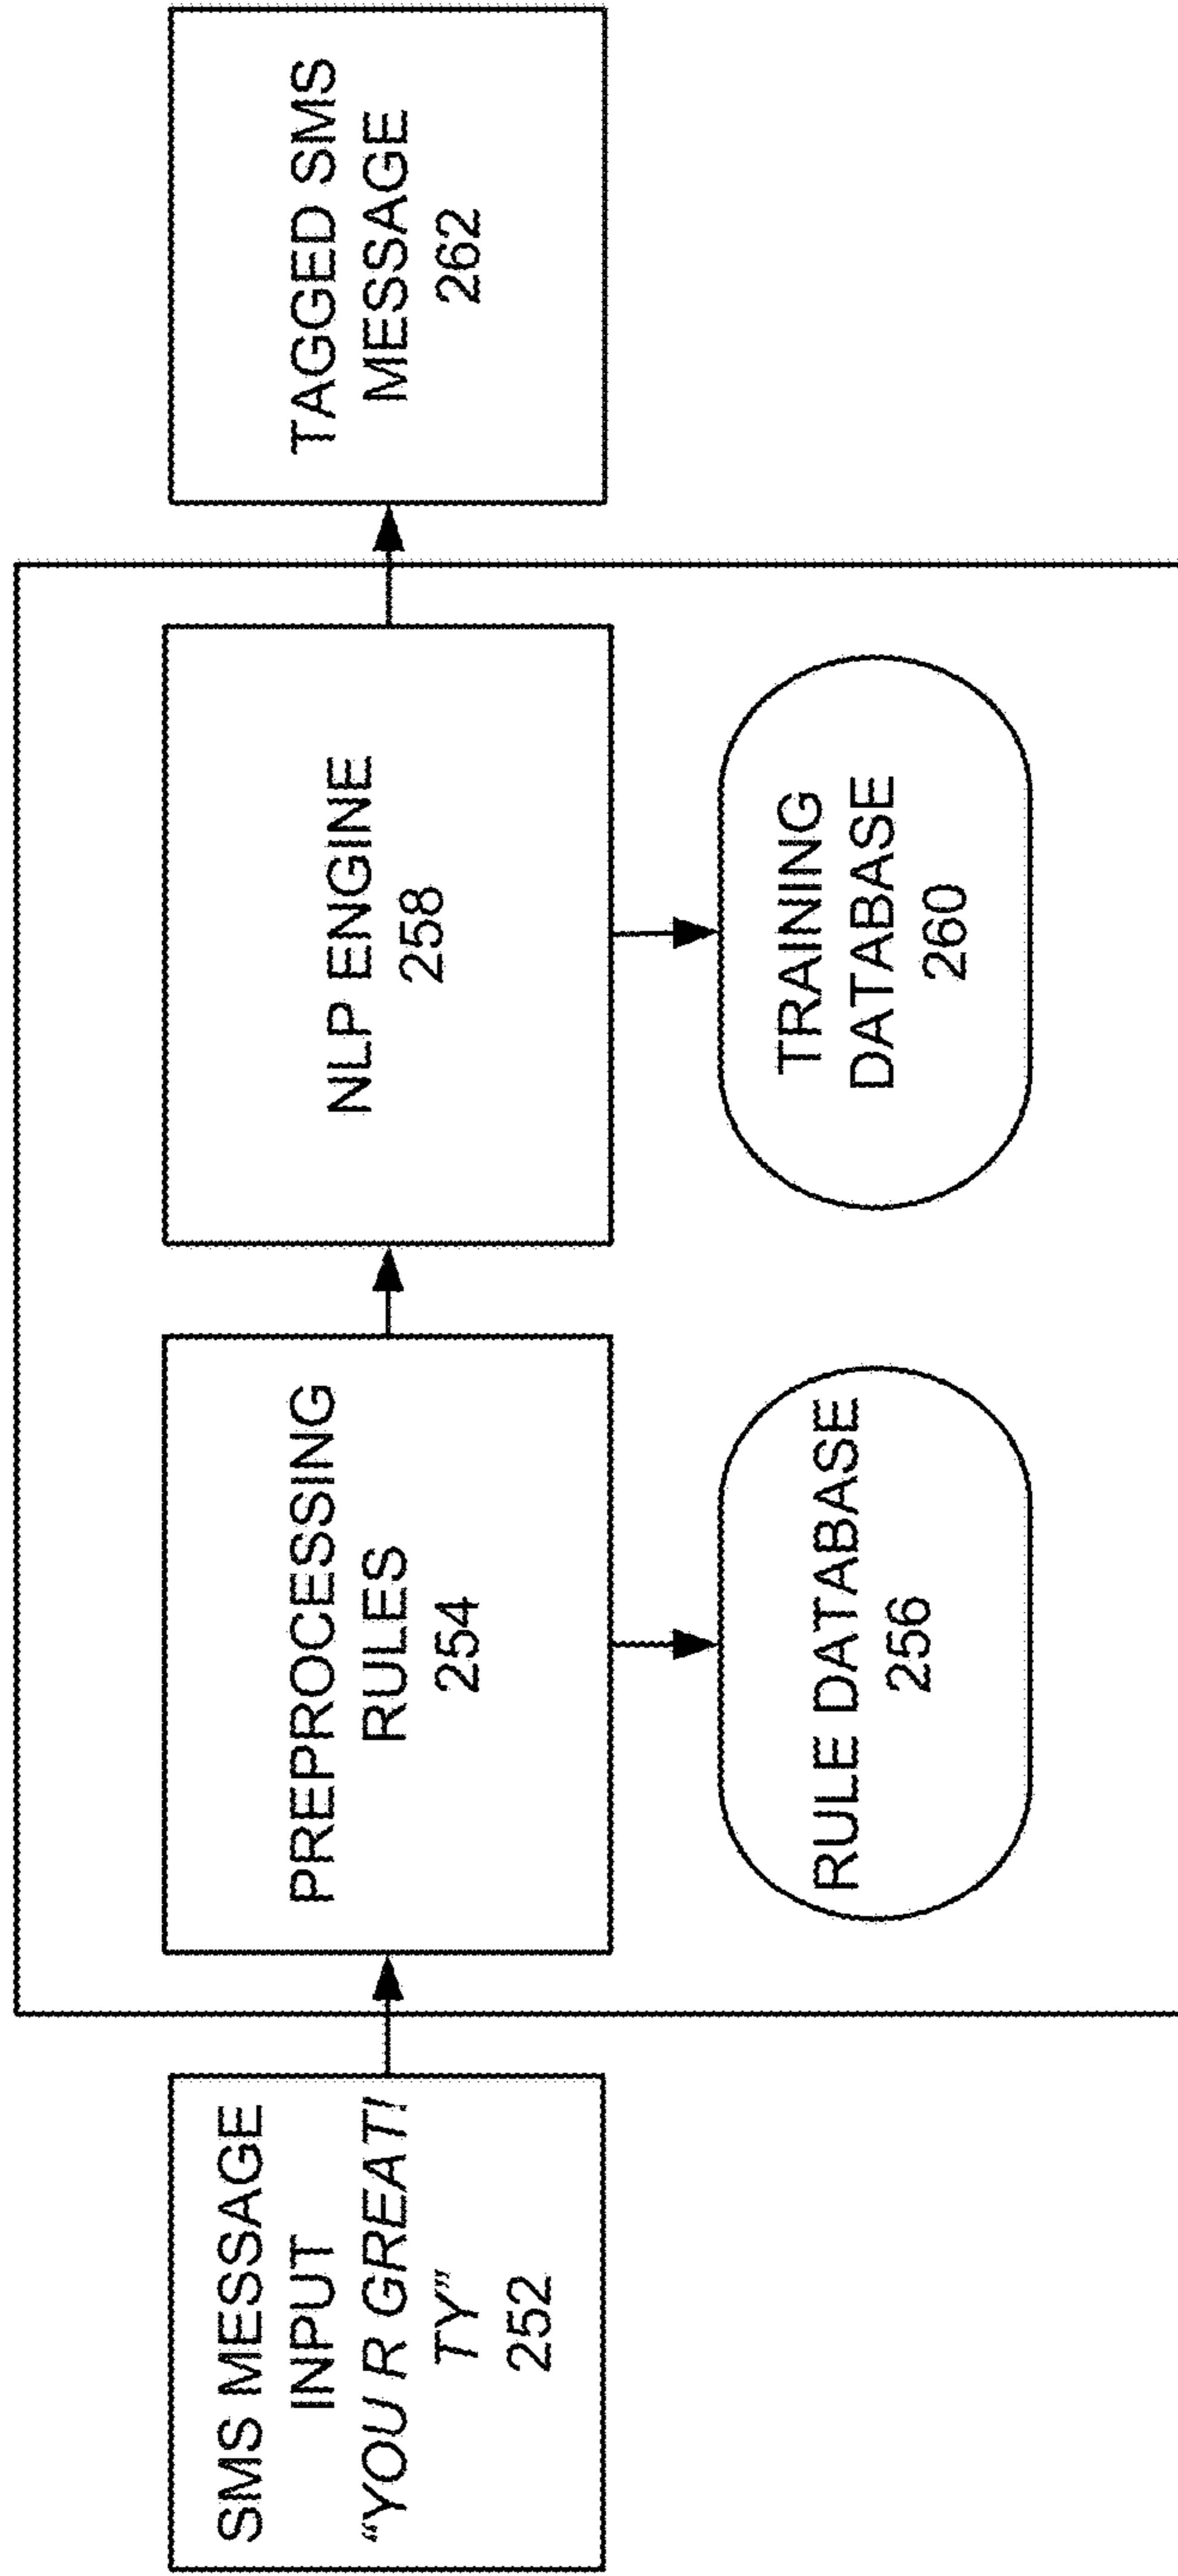 SMS MESSAGE
INPUT
“YOU R GREAT!
TY”
252
PREPROCESSING
RULES
254
RULE DATABASE
256
NLP ENGINE
258
TRAINING
DATABASE
260
TAGGED SMS
MESSAGE
262